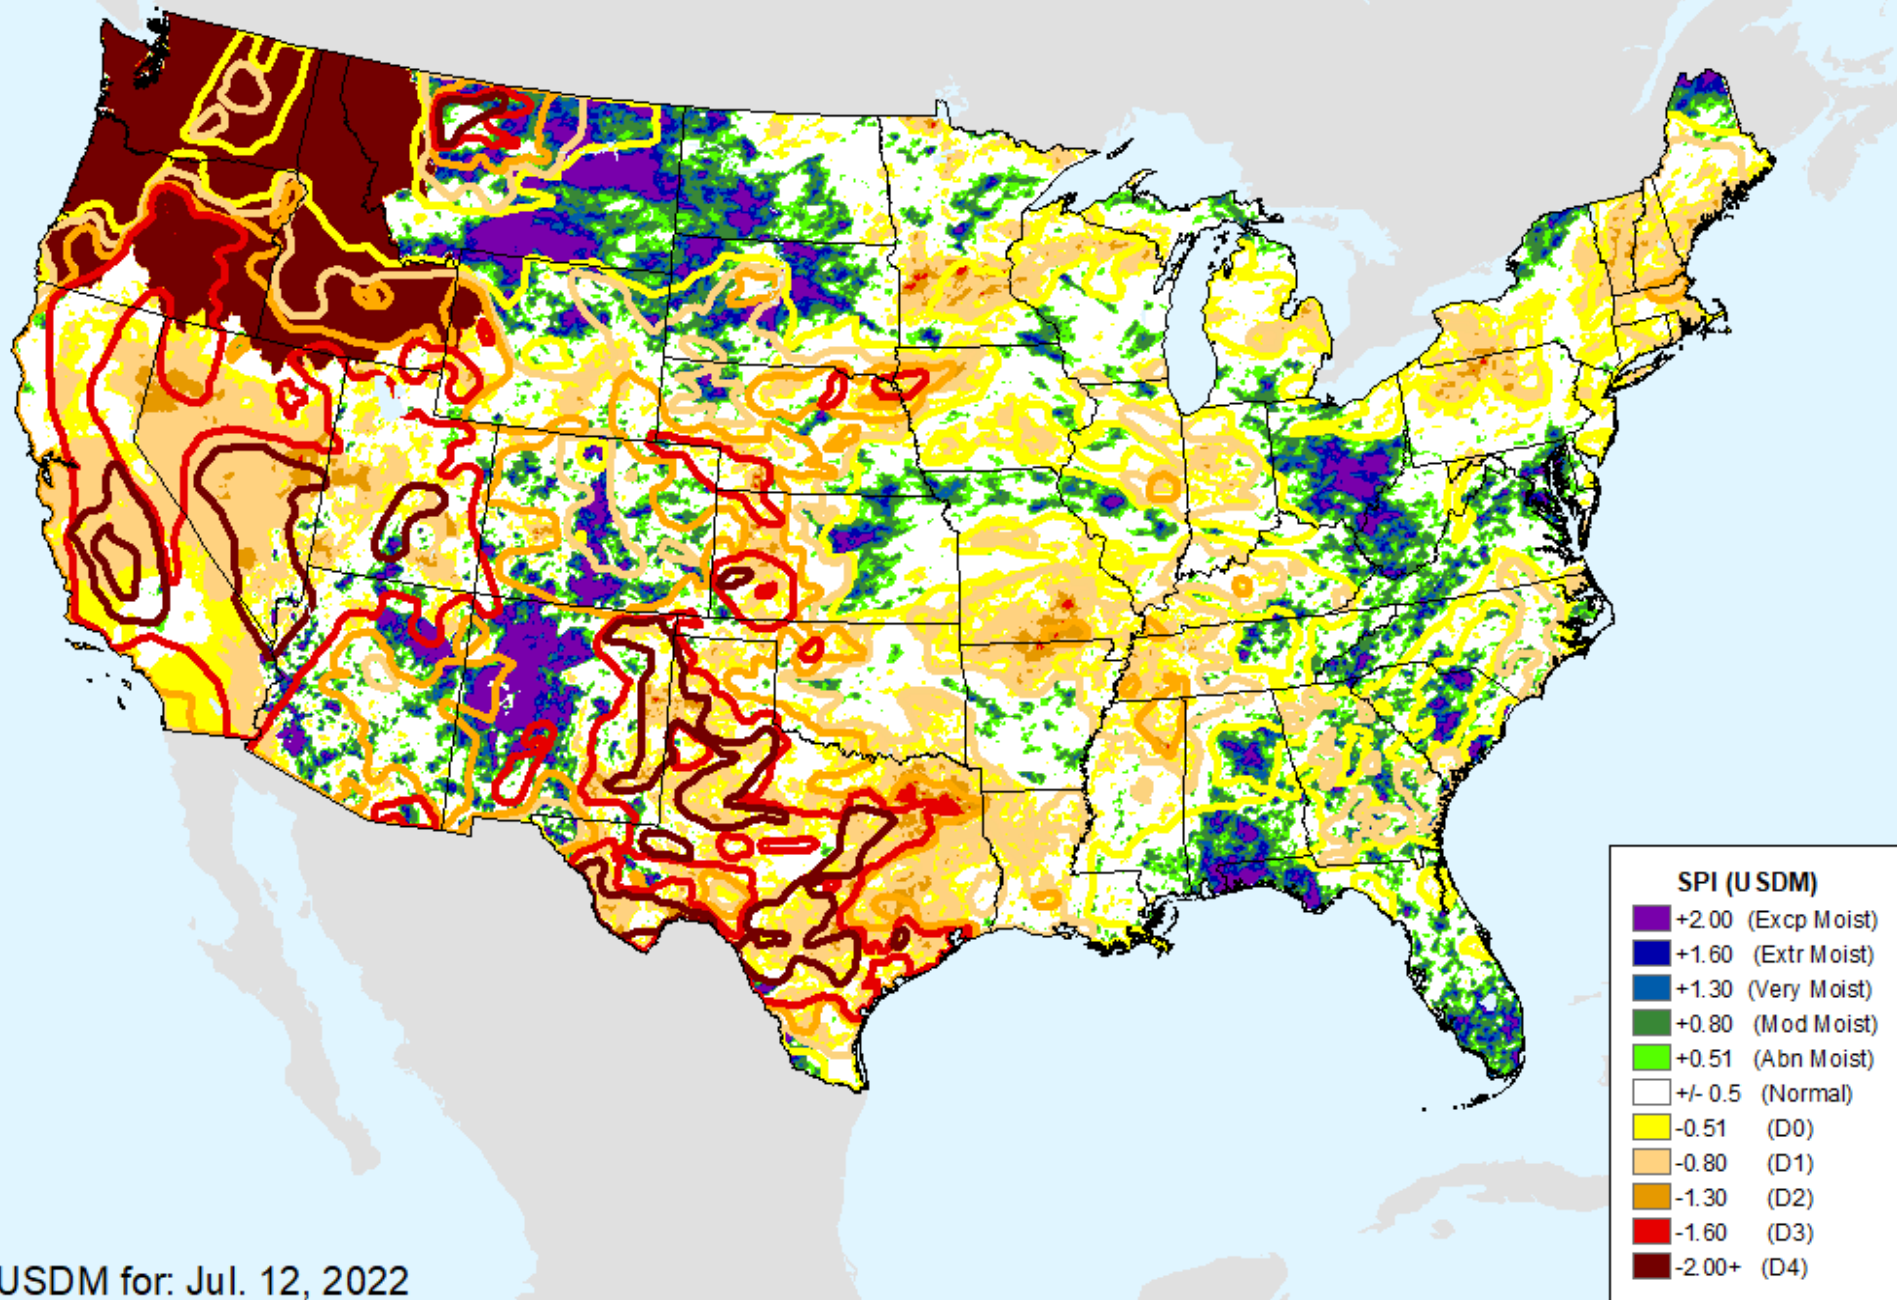 SPI (USDM)
+2.00 (Excp Moist)
+1.60 (Extr Moist)
+1.30 (Very Moist)
+0.80 (Mod Moist)
+0.51 (Abn Moist)
+/- 0.5 (Normal)
-0.51 (D0)
-0.80 (D1)
-1.30 (D2)
-1.60 (D3)
-2.00+ (D4)
USDM for: Jul. 12, 2022